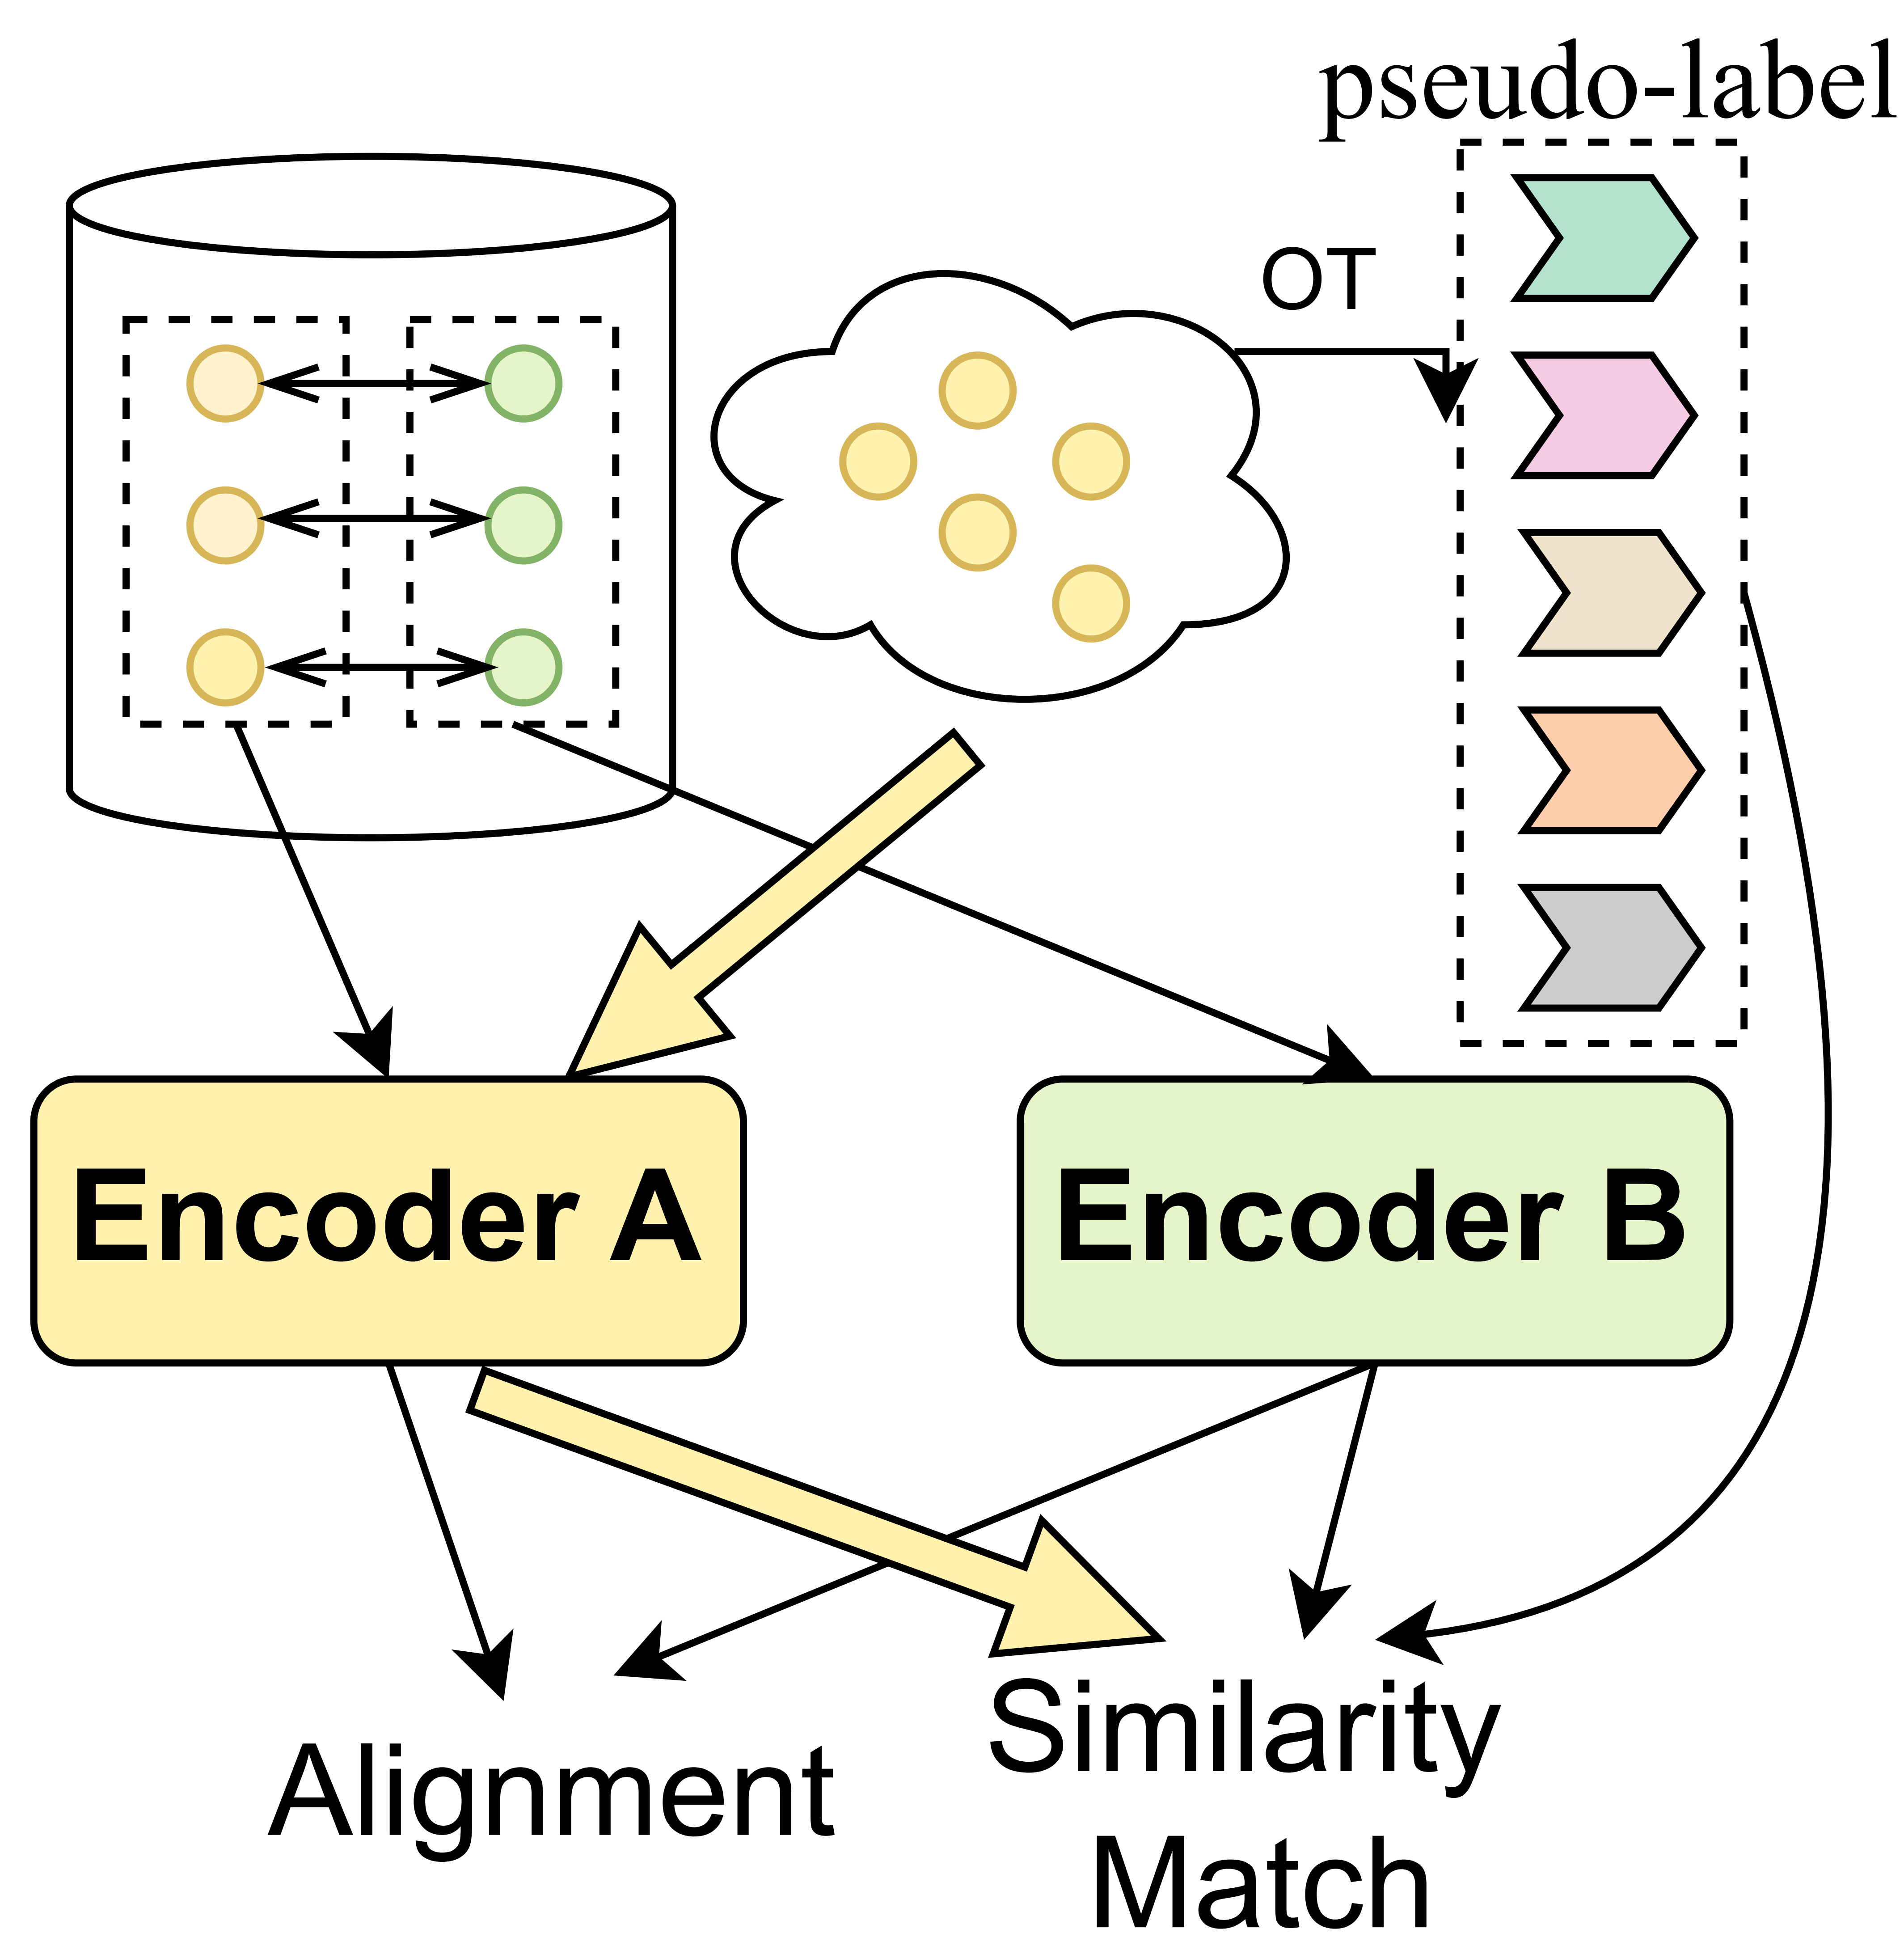 pseudo-label
OT
Encoder A
Encoder B
Alignment
Similarity
Match